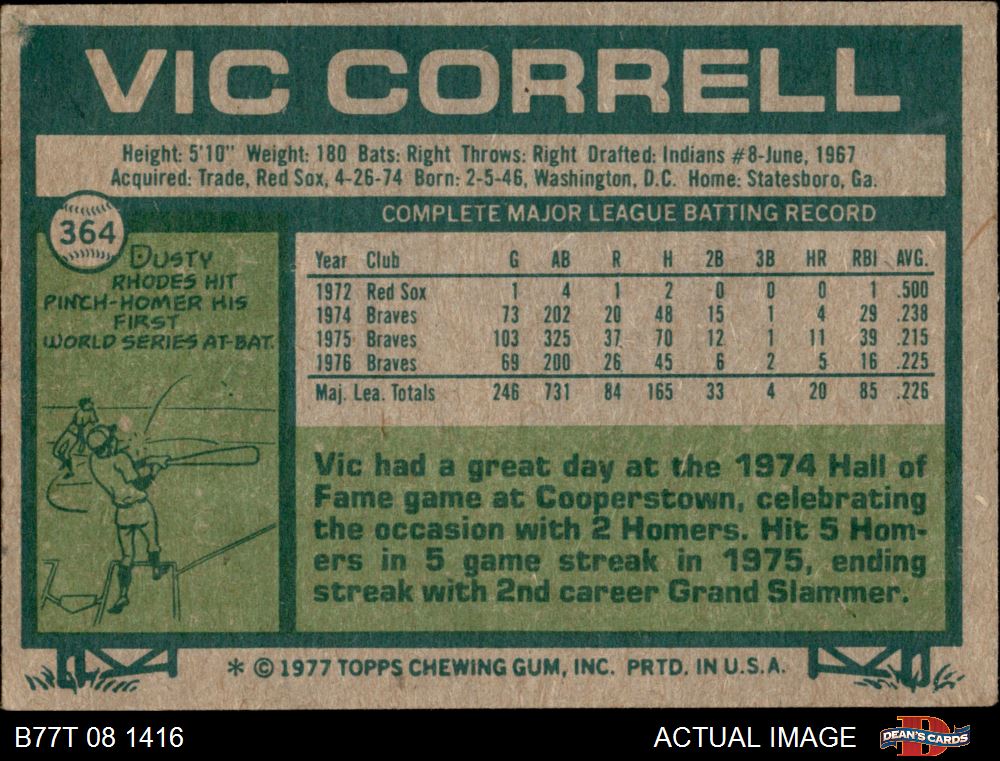 VIC CORRELL
Height: 5'10" Weight: 180 Bats: Right Throws: Right Drafted: Indians #8-June, 1967
Acquired: Trade, Red Sox, 4-26-74 Born: 2-5-46, Washington, D.C. Home: Statesboro, Ga.
364
DUSTY
RHODES HIT
PINCH-HOMER HIS
FIRST
WORLD SERIES AT-BAT.
COMPLETE MAJOR LEAGUE BATTING RECORD
Year Club G AB R H 2B 3B HR RBI AVG.
1972 Red Sox 1 4 1 2 0 0 0 1 .500
1974 Braves 73 202 20 48 15 1 4 29 .238
1975 Braves 103 325 37 70 12 1 11 39 .215
1976 Braves 69 200 26 45 6 2 5 16 .225
Maj. Lea. Totals 246 731 84 165 33 4 20 85 .226
Vic had a great day at the 1974 Hall of
Fame game at Cooperstown, celebrating
the occasion with 2 Homers. Hit 5 Hom-
ers in 5 game streak in 1975, ending
streak with 2nd career Grand Slammer.
* © 1977 TOPPS CHEWING GUM, INC. PRTD. IN U.S.A.
B77T 08 1416
ACTUAL IMAGE
D
DEAN'S CARDS